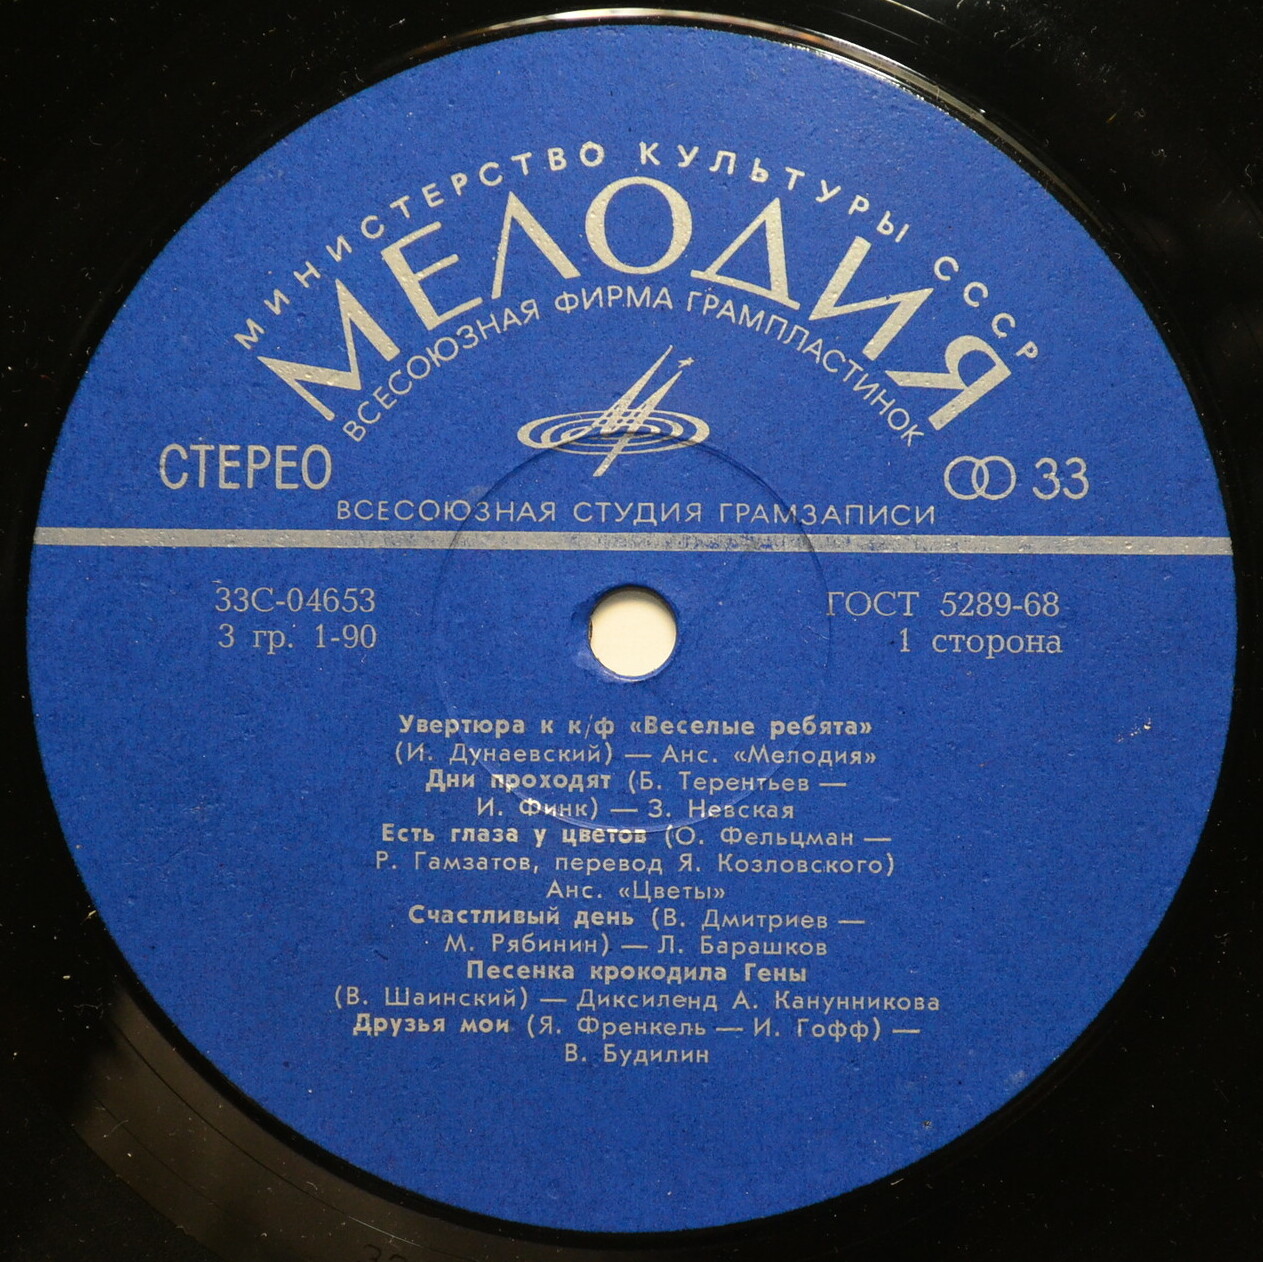 МИНИСТЕРСТВО КУЛЬТУРЫ СССР
МЕЛОДИЯ
ВСЕСОЮЗНАЯ ФИРМА ГРАМПЛАСТИНОК
СТЕРЕО
33
ВСЕСОЮЗНАЯ СТУДИЯ ГРАМЗАПИСИ
33С-04653
3 гр. 1-90
ГОСТ 5289-68
1 сторона
Увертюра к к/ф «Веселые ребята»
(И. Дунаевский) — Анс. «Мелодия»
Дни проходят (Б. Терентьев —
И. Финк) — З. Невская
Есть глаза у цветов (О. Фельцман —
Р. Гамзатов, перевод Я. Козловского)
Анс. «Цветы»
Счастливый день (В. Дмитриев —
М. Рябинин) — Л. Барашков
Песенка крокодила Гены
(В. Шаинский) — Диксиленд А. Канунникова
Друзья мои (Я. Френкель — И. Гофф) —
В. Будилин